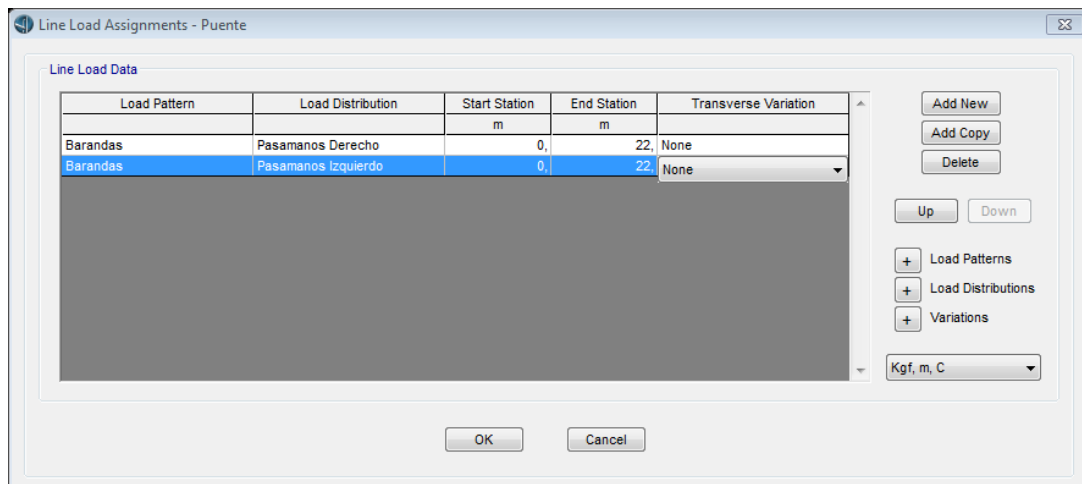 Line Load Assignments - Puente
Line Load Data
Load Pattern Load Distribution Start Station End Station Transverse Variation
m m
Barandas Pasamanos Derecho 0, 22, None
Barandas Pasamanos Izquierdo 0, 22, None
Add New
Add Copy
Delete
Up Down
+ Load Patterns
+ Load Distributions
+ Variations
Kgf, m, C
OK Cancel